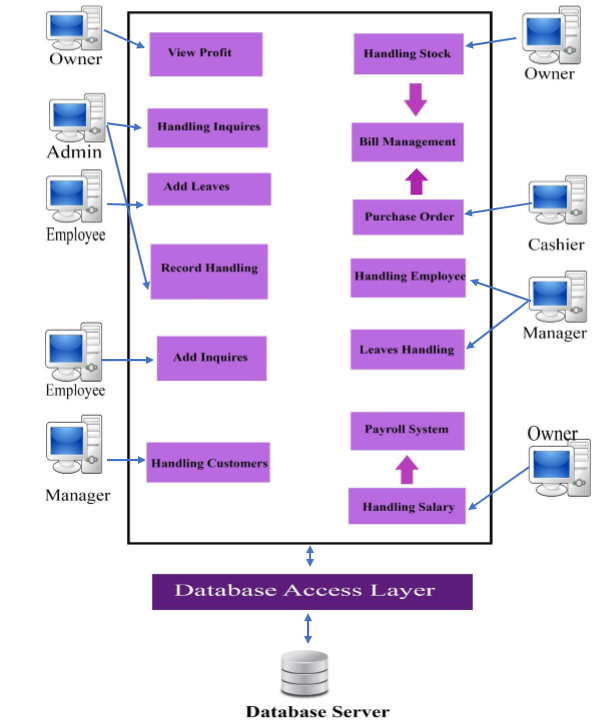 Owner
View Profit
Handling Stock
Owner
Admin
Handling Inquires
Bill Management
Employee
Add Leaves
Purchase Order
Cashier
Record Handling
Handling Employee
Manager
Employee
Add Inquires
Leaves Handling
Manager
Handling Customers
Payroll System
Owner
Handling Salary
Database Access Layer
Database Server